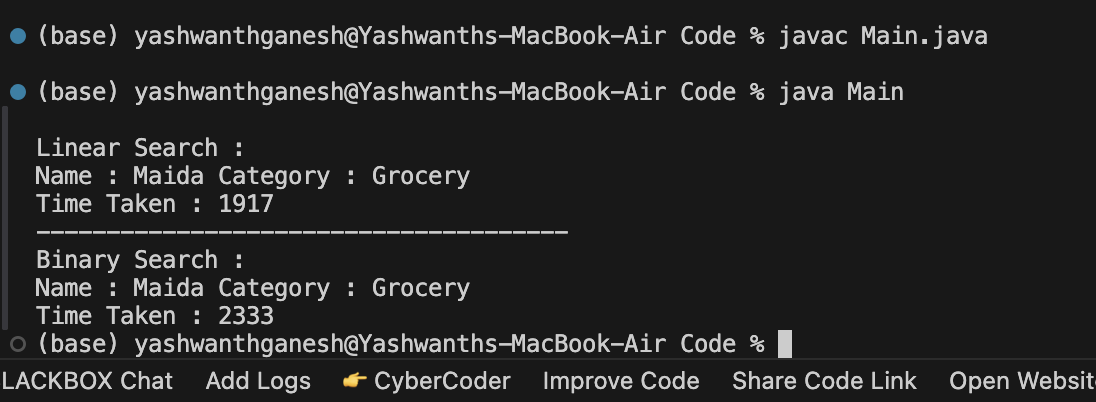 (base) yashwanthganesh@Yashwanths-MacBook-Air Code % javac Main.java
(base) yashwanthganesh@Yashwanths-MacBook-Air Code % java Main
Linear Search :
Name : Maida Category : Grocery
Time Taken : 1917
--------------------------------------
Binary Search :
Name : Maida Category : Grocery
Time Taken : 2333
(base) yashwanthganesh@Yashwanths-MacBook-Air Code %
LACKBOX Chat Add Logs 👉 CyberCoder Improve Code Share Code Link Open Websit